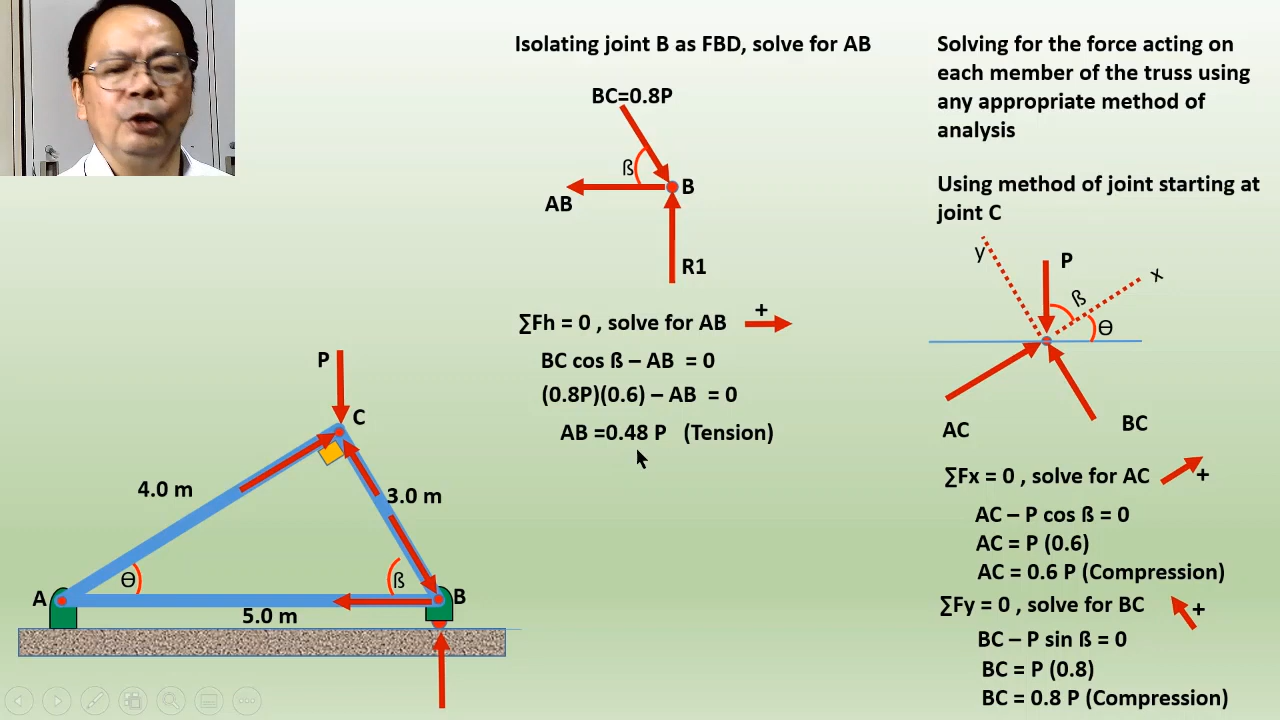 Isolating joint B as FBD, solve for AB
BC=0.8P
ß
B
AB
R1
∑Fh = 0 , solve for AB
+
BC cos ß – AB = 0
(0.8P)(0.6) – AB = 0
AB =0.48 P (Tension)
P
C
4.0 m
3.0 m
A
Ɵ
ß
B
5.0 m
Solving for the force acting on
each member of the truss using
any appropriate method of
analysis
Using method of joint starting at
joint C
y
P
x
ß
Ɵ
AC
BC
∑Fx = 0 , solve for AC
+
AC – P cos ß = 0
AC = P (0.6)
AC = 0.6 P (Compression)
∑Fy = 0 , solve for BC
+
BC – P sin ß = 0
BC = P (0.8)
BC = 0.8 P (Compression)